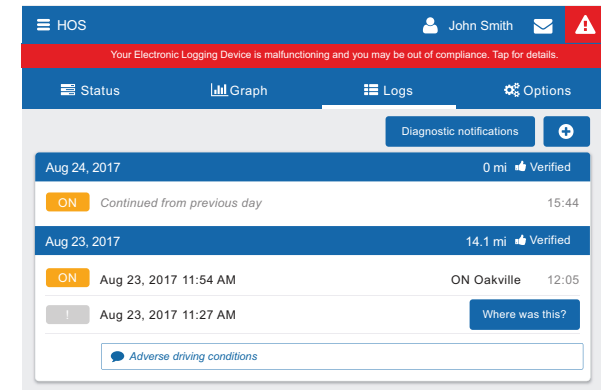 HOS John Smith
Your Electronic Logging Device is malfunctioning and you may be out of compliance. Tap for details.
Status Graph Logs Options
Diagnostic notifications
Aug 24, 2017 0 mi Verified
ON Continued from previous day 15:44
Aug 23, 2017 14.1 mi Verified
ON Aug 23, 2017 11:54 AM ON Oakville 12:05
! Aug 23, 2017 11:27 AM Where was this?
Adverse driving conditions